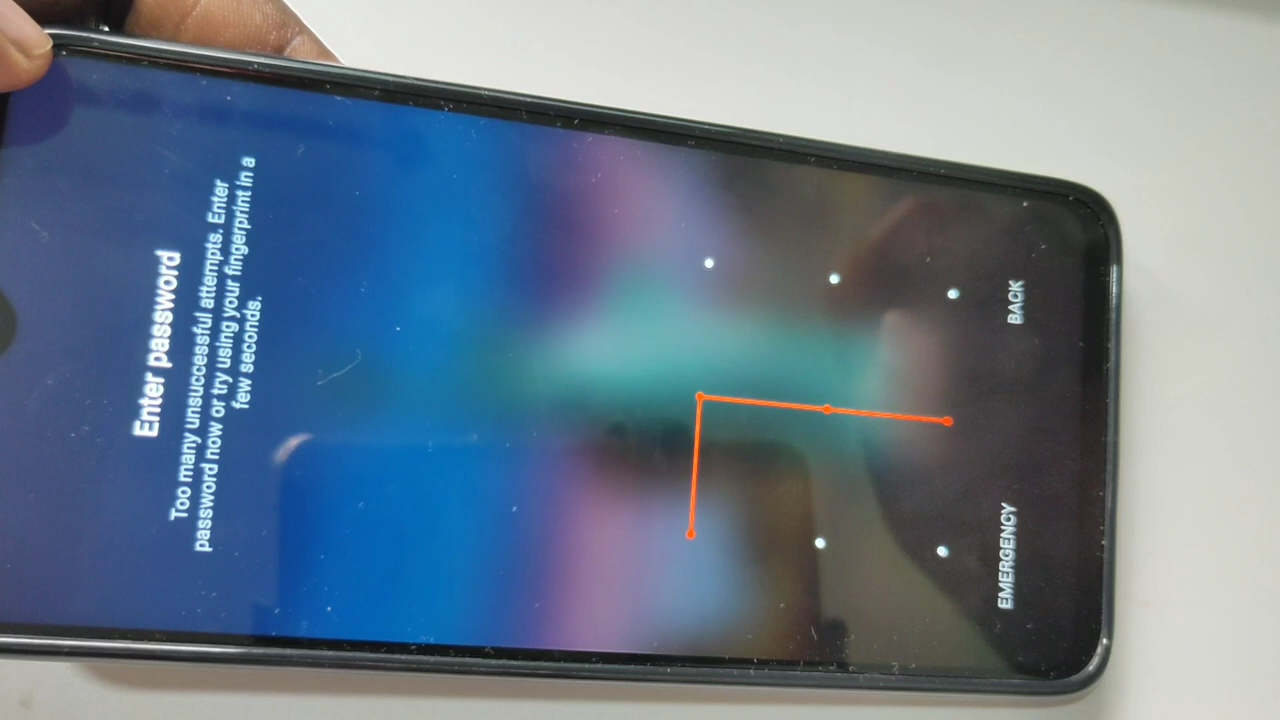 Enter password
Too many unsuccessful attempts. Enter
password now or try using your fingerprint in a
few seconds.
EMERGENCY
BACK